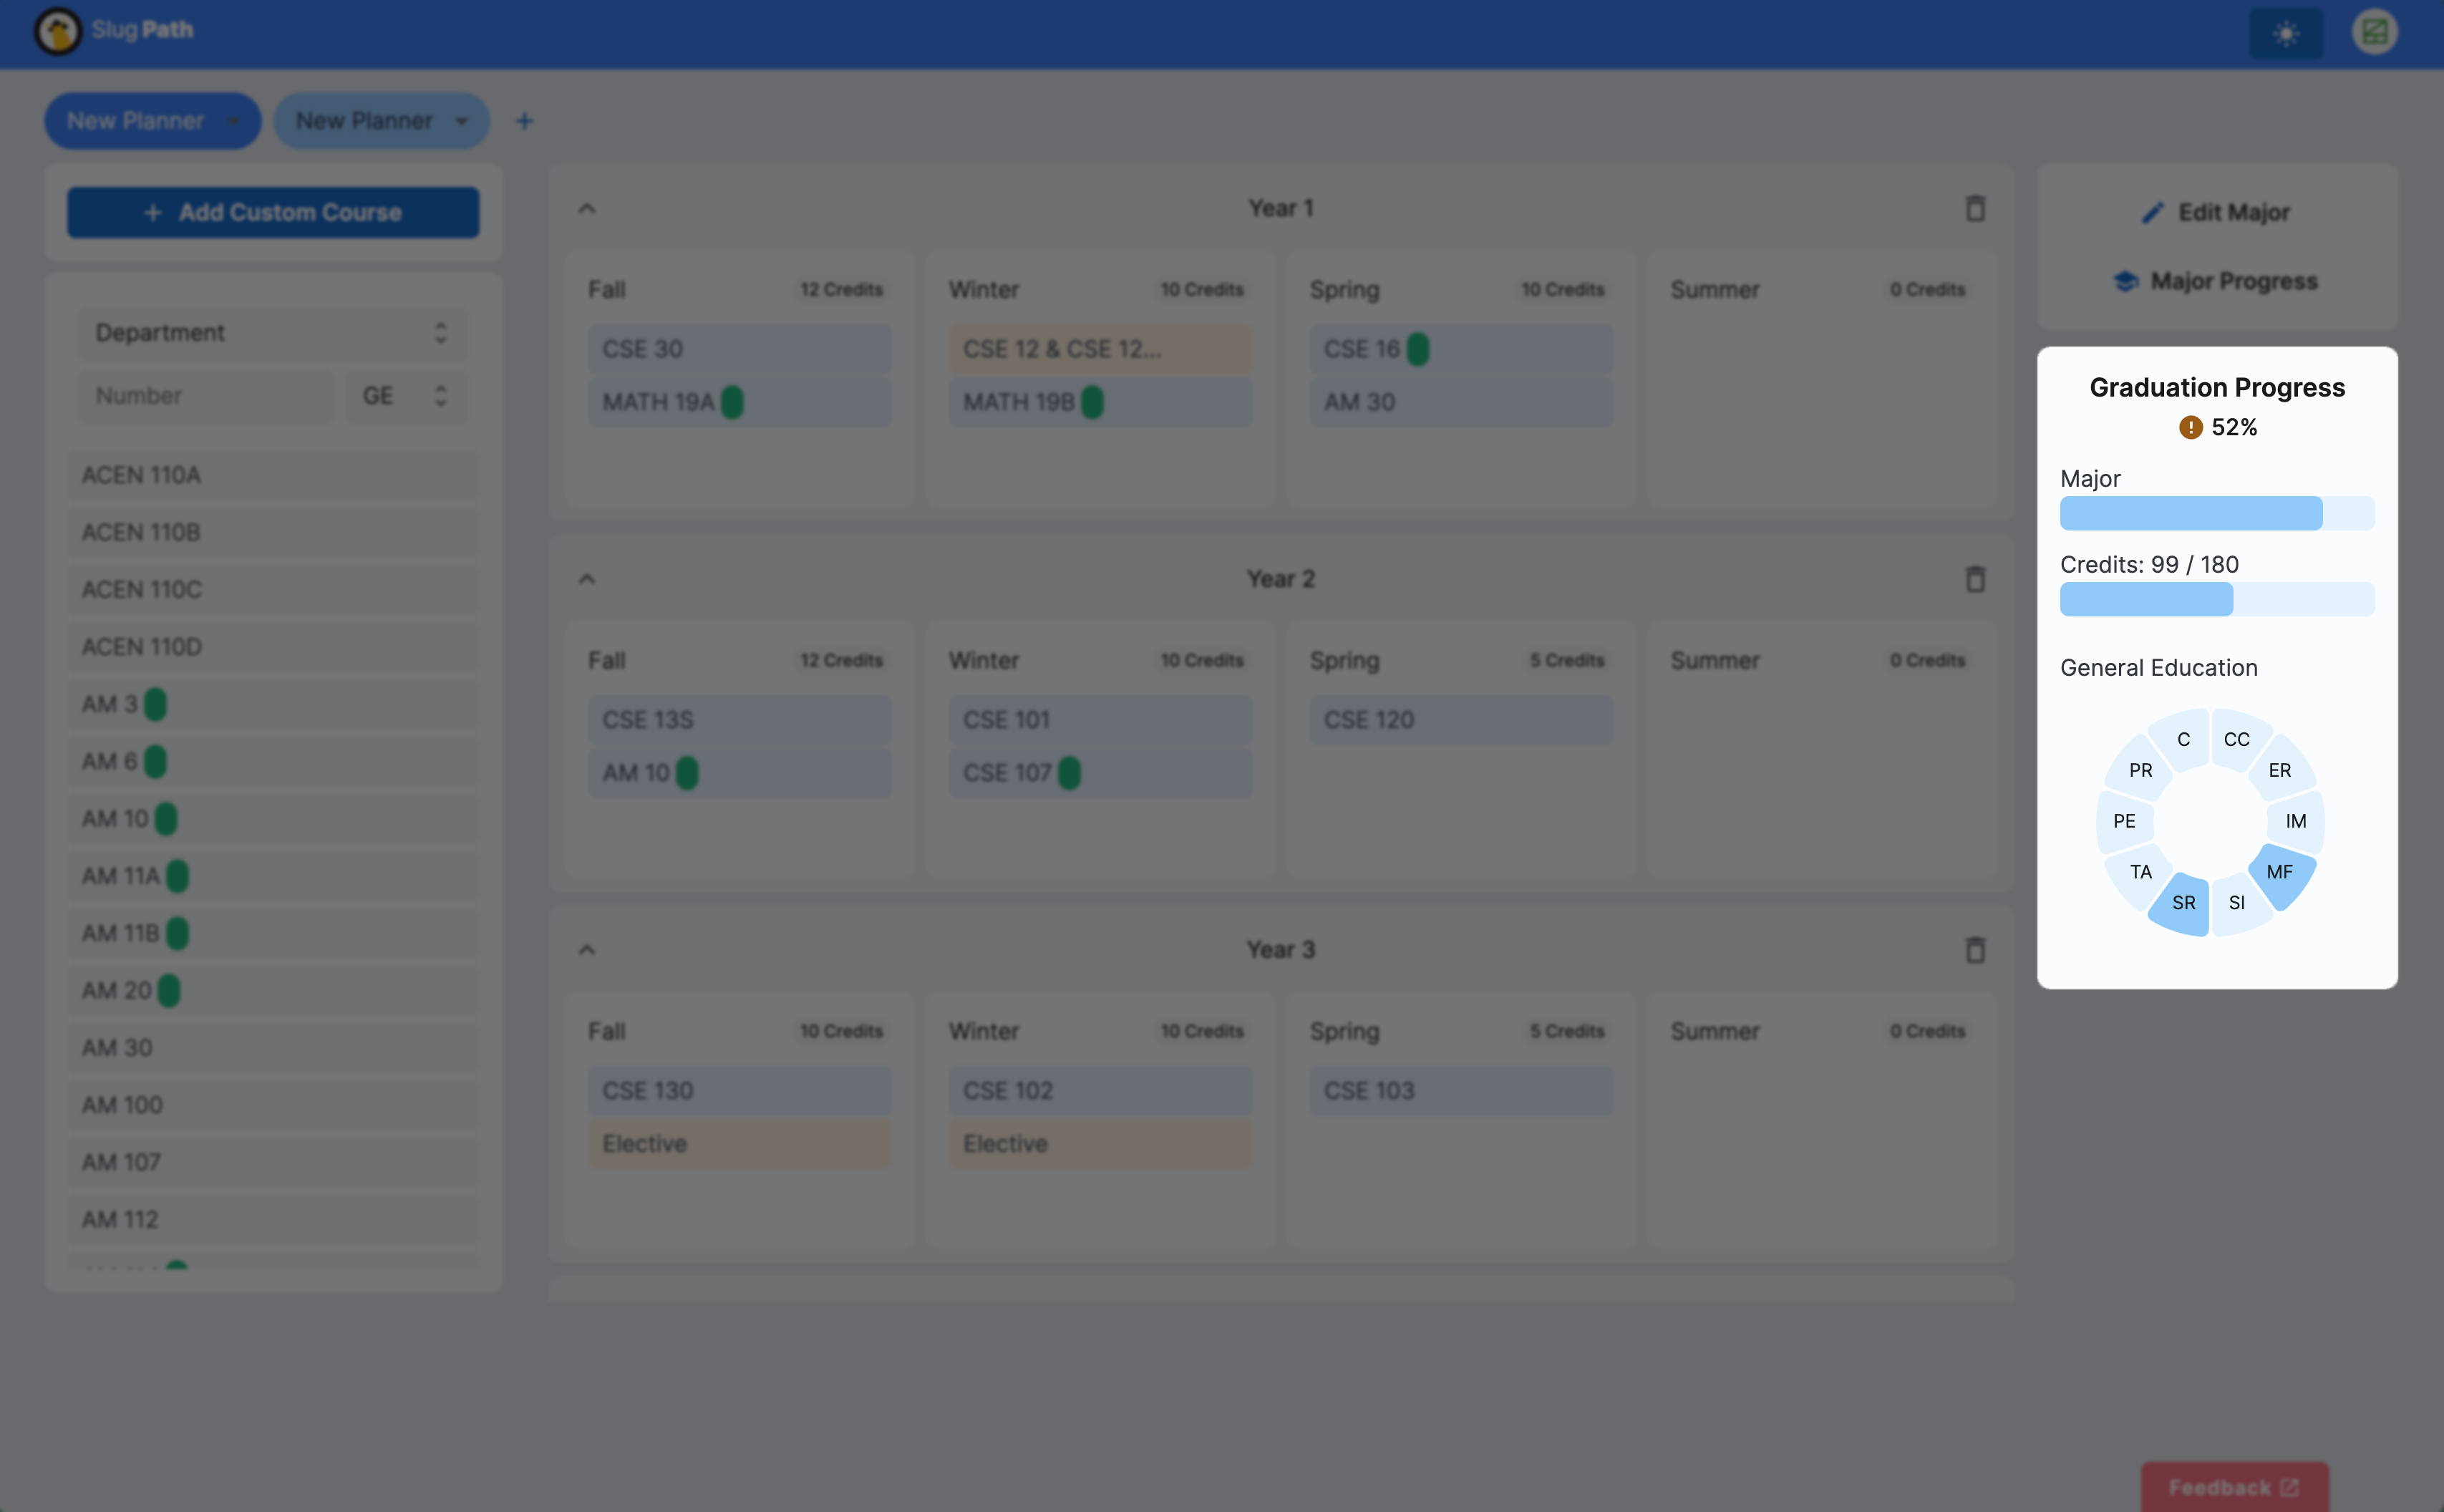 Slug Path
New Planner
New Planner
+
+ Add Custom Course
Department
Number
GE
ACEN 110A
ACEN 110B
ACEN 110C
ACEN 110D
AM 3
AM 6
AM 10
AM 11A
AM 11B
AM 20
AM 30
AM 100
AM 107
AM 112
Year 1
Fall 12 Credits
CSE 30
MATH 19A
Winter 10 Credits
CSE 12 & CSE 12...
MATH 19B
Spring 10 Credits
CSE 16
AM 30
Summer 0 Credits
Year 2
Fall 12 Credits
CSE 13S
AM 10
Winter 10 Credits
CSE 101
CSE 107
Spring 5 Credits
CSE 120
Summer 0 Credits
Year 3
Fall 10 Credits
CSE 130
Elective
Winter 10 Credits
CSE 102
Elective
Spring 5 Credits
CSE 103
Summer 0 Credits
Edit Major
Major Progress
Graduation Progress
! 52%
Major
Credits: 99 / 180
General Education
C
CC
PR
ER
PE
IM
TA
MF
SR
SI
Feedback